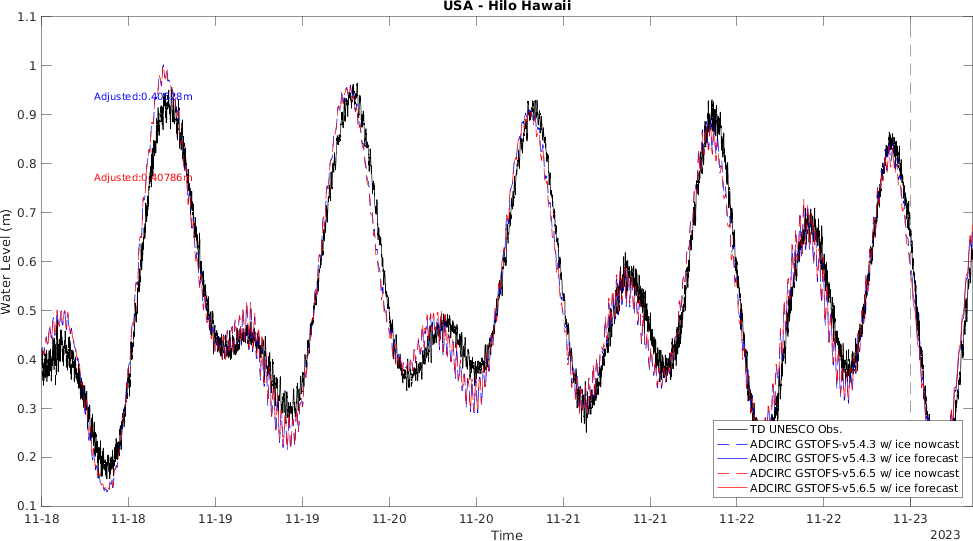 USA - Hilo Hawaii
1.1
1
0.9
0.8
0.7
0.6
0.5
0.4
0.3
0.2
0.1
Water Level (m)
Adjusted:0.40786m
TD UNESCO Obs.
ADCIRC GSTOFS-v5.4.3 w/ ice nowcast
ADCIRC GSTOFS-v5.4.3 w/ ice forecast
ADCIRC GSTOFS-v5.6.5 w/ ice nowcast
ADCIRC GSTOFS-v5.6.5 w/ ice forecast
11-18 11-18 11-19 11-19 11-20 11-20 11-21 11-21 11-22 11-22 11-23
Time
2023